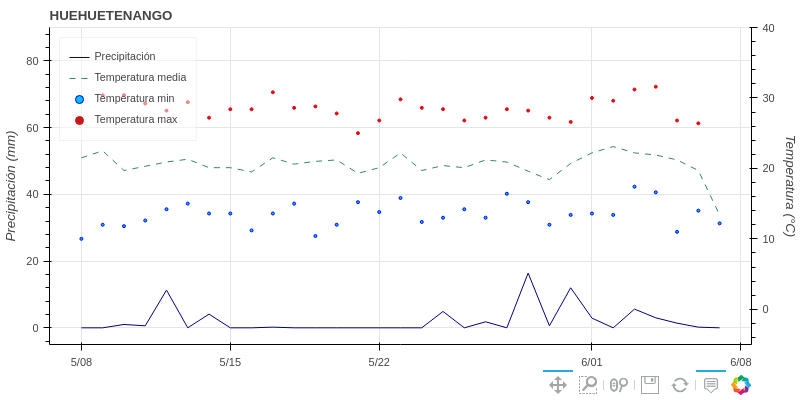 HUEHUETENANGO
Precipitación
Temperatura media
Temperatura min
Temperatura max
Precipitación (mm)
80
60
40
20
0
Temperatura (°C)
40
30
20
10
0
5/08
5/15
5/22
6/01
6/08